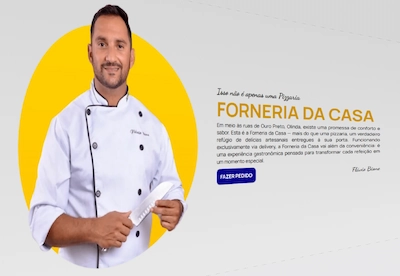 Isso não é apenas uma Pizzaria
FORNERIA DA CASA
Em meio às ruas de Ouro Preto, Olinda, existe uma promessa de conforto e
sabor. Esta é a Forneria da Casa – mais do que uma pizzaria, um verdadeiro
refúgio de delícias artesanais entregues à sua porta. Funcionando
exclusivamente via delivery, a Forneria da Casa vai além da conveniência: é
uma experiência gastronômica pensada para transformar cada refeição em
um momento especial.
FAZER PEDIDO